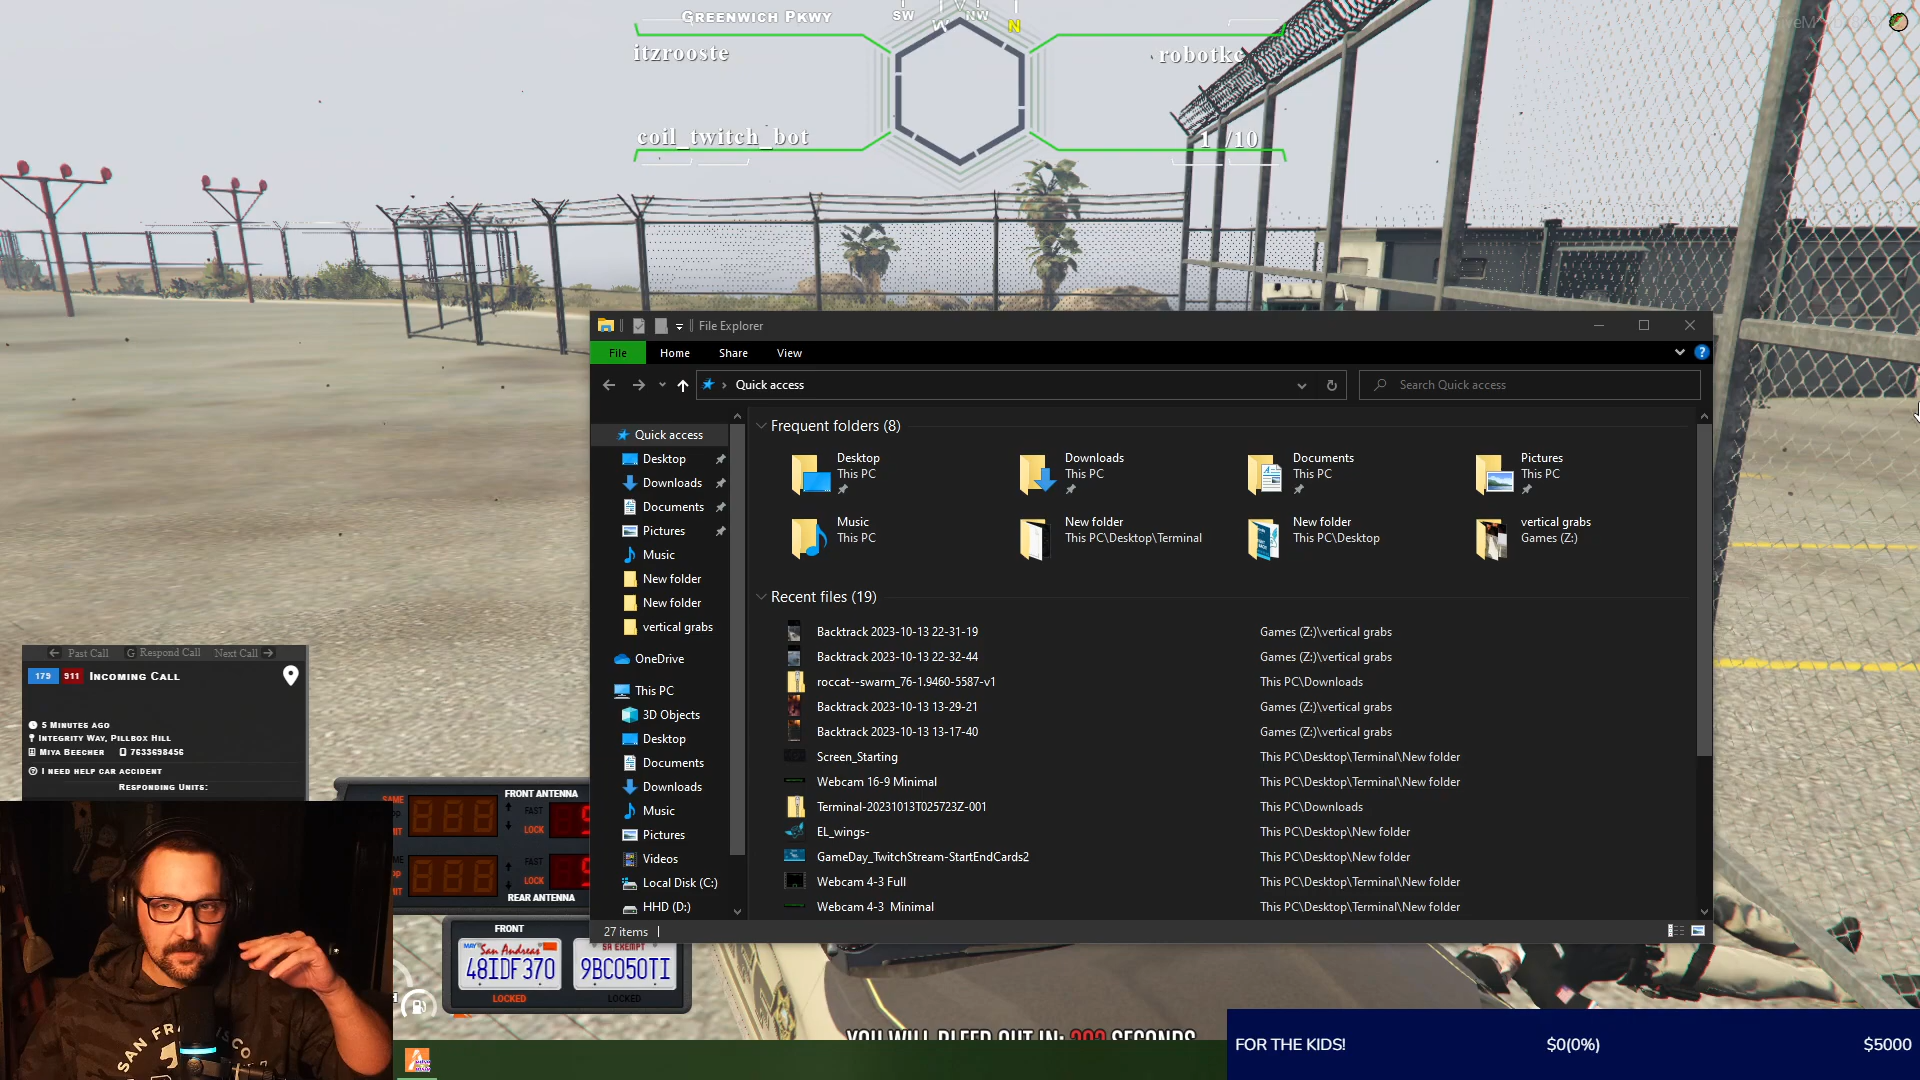 Greenwich Pkwy
SW
W
NW
N
itzrooste
robotkc
coil_twitch_bot
1 /10
File Explorer
File
Home
Share
View
Quick access
Search Quick access
Quick access
Desktop
Downloads
Documents
Pictures
Music
New folder
New folder
vertical grabs
OneDrive
This PC
3D Objects
Desktop
Documents
Downloads
Music
Pictures
Videos
Local Disk (C:)
HHD (D:)
Frequent folders (8)
Desktop
This PC
Downloads
This PC
Documents
This PC
Pictures
This PC
Music
This PC
New folder
This PC\Desktop\Terminal
New folder
This PC\Desktop
vertical grabs
Games (Z:)
Recent files (19)
Backtrack 2023-10-13 22-31-19 Games (Z:)\vertical grabs
Backtrack 2023-10-13 22-32-44 Games (Z:)\vertical grabs
roccat--swarm_76-1.9460-5587-v1 This PC\Downloads
Backtrack 2023-10-13 13-29-21 Games (Z:)\vertical grabs
Backtrack 2023-10-13 13-17-40 Games (Z:)\vertical grabs
Screen_Starting This PC\Desktop\Terminal\New folder
Webcam 16-9 Minimal This PC\Desktop\Terminal\New folder
Terminal-20231013T025723Z-001 This PC\Downloads
EL_wings- This PC\Desktop\New folder
GameDay_TwitchStream-StartEndCards2 This PC\Desktop\New folder
Webcam 4-3 Full This PC\Desktop\Terminal\New folder
Webcam 4-3 Minimal This PC\Desktop\Terminal\New folder
27 items
Past Call G Respond Call Next Call
179 911 Incoming Call
5 Minutes ago
Integrity Way, Pillbox Hill
Miya Beecher 7633698456
I need help car accident
Responding Units:
SAME
FRONT ANTENNA
FAST
LOCK
FAST
LOCK
REAR ANTENNA
FRONT
MAY San Andreas
48IDF370
LOCKED
SA EXEMPT
9BC050TI
LOCKED
YOU WILL BLEED OUT IN: SECONDS
FOR THE KIDS! $0(0%) $5000